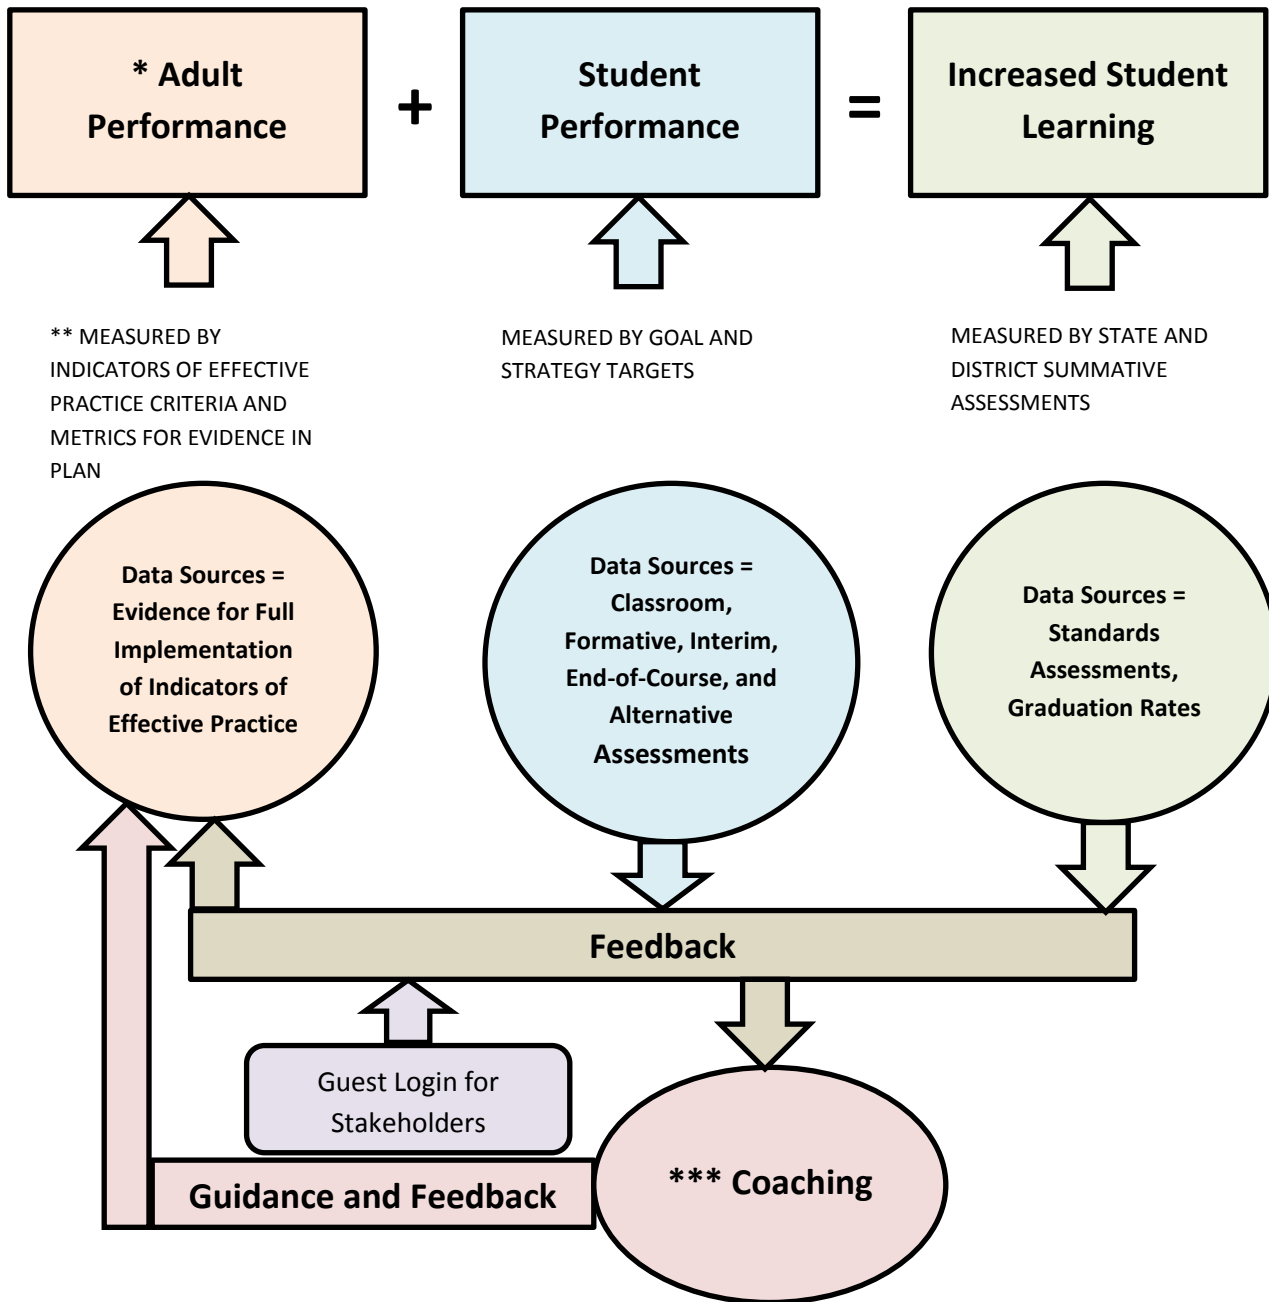 * Adult
Performance
+
Student
Performance
=
Increased Student
Learning
** MEASURED BY
INDICATORS OF EFFECTIVE
PRACTICE CRITERIA AND
METRICS FOR EVIDENCE IN
PLAN
MEASURED BY GOAL AND
STRATEGY TARGETS
MEASURED BY STATE AND
DISTRICT SUMMATIVE
ASSESSMENTS
Data Sources =
Evidence for Full
Implementation
of Indicators of
Effective Practice
Data Sources =
Classroom,
Formative, Interim,
End-of-Course, and
Alternative
Assessments
Data Sources =
Standards
Assessments,
Graduation Rates
Feedback
Guest Login for
Stakeholders
Guidance and Feedback
*** Coaching